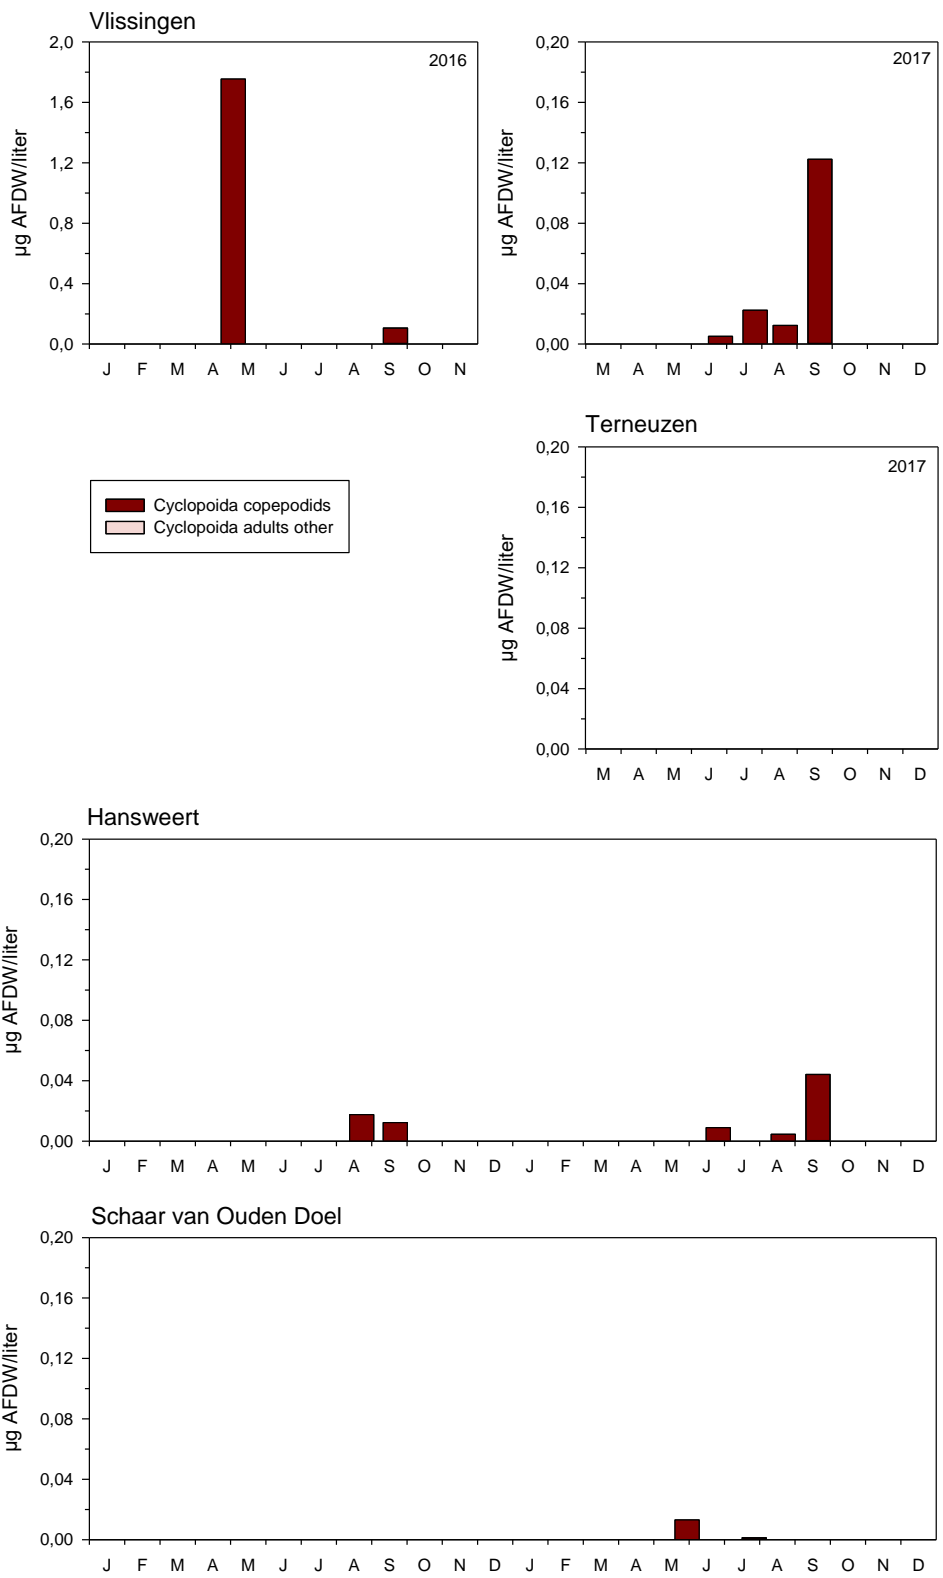 Vlissingen
2,0
1,6
1,2
0,8
0,4
0,0
µg AFDW/liter
2016
J F M A M J J A S O N
0,20
0,16
0,12
0,08
0,04
0,00
µg AFDW/liter
2017
M A M J J A S O N D
Cyclopoida copepodids
Cyclopoida adults other
Terneuzen
0,20
0,16
0,12
0,08
0,04
0,00
µg AFDW/liter
2017
M A M J J A S O N D
Hansweert
0,20
0,16
0,12
0,08
0,04
0,00
µg AFDW/liter
J F M A M J J A S O N D J F M A M J J A S O N D
Schaar van Ouden Doel
0,20
0,16
0,12
0,08
0,04
0,00
µg AFDW/liter
J F M A M J J A S O N D J F M A M J J A S O N D